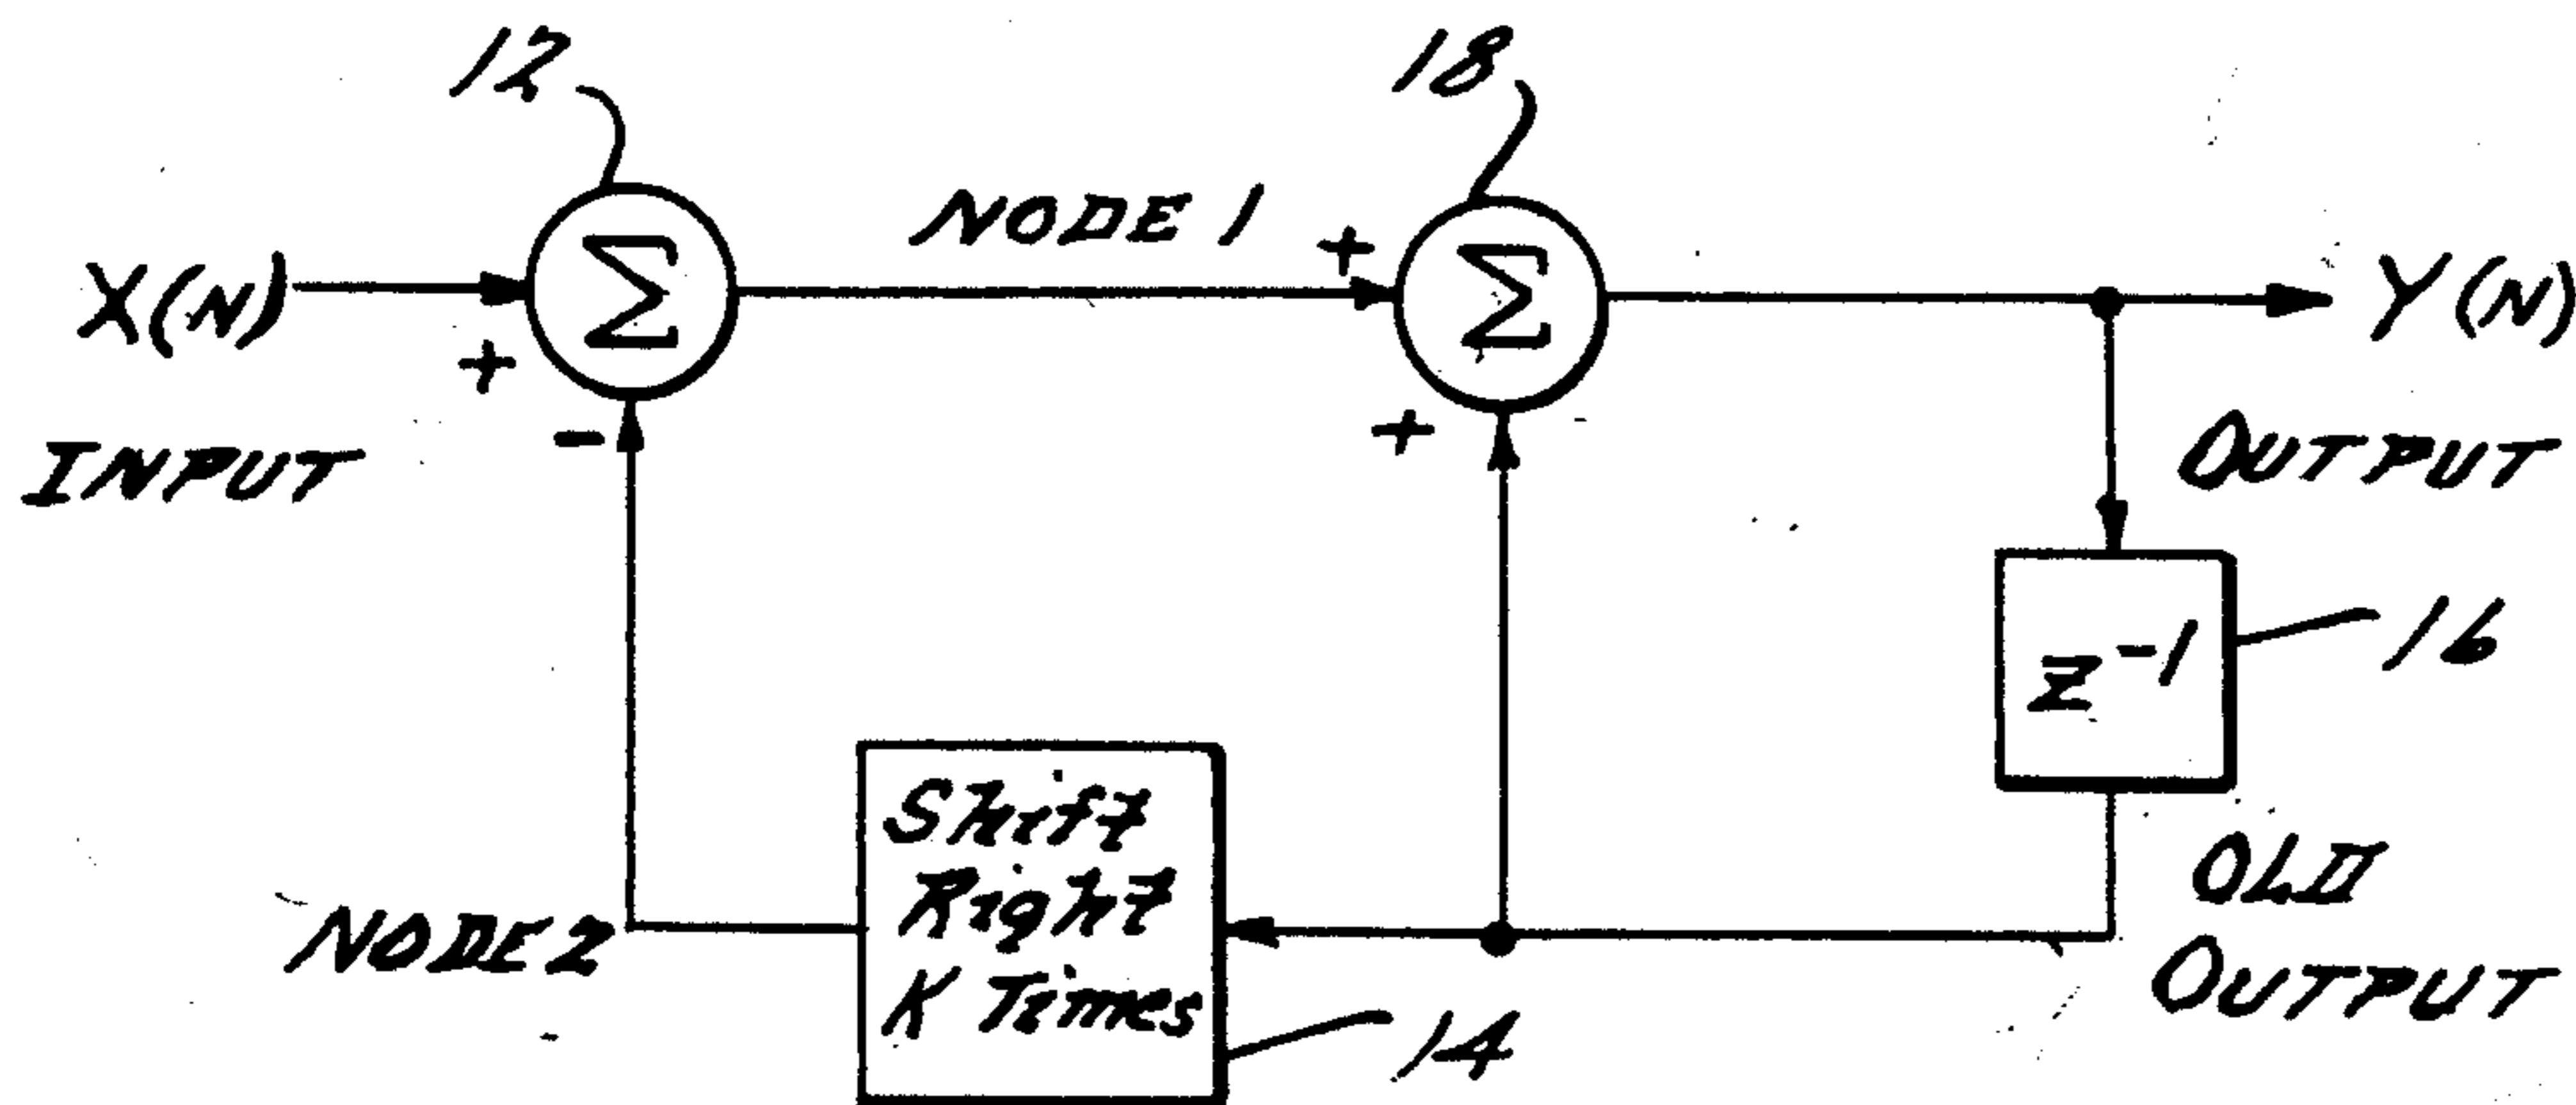 12
18
NODE 1
X(N)
+
Σ
+
Σ
Y(N)
INPUT
-
+
OUTPUT
z⁻¹
16
OLD
OUTPUT
NODE 2
Shift
Right
K Times
14